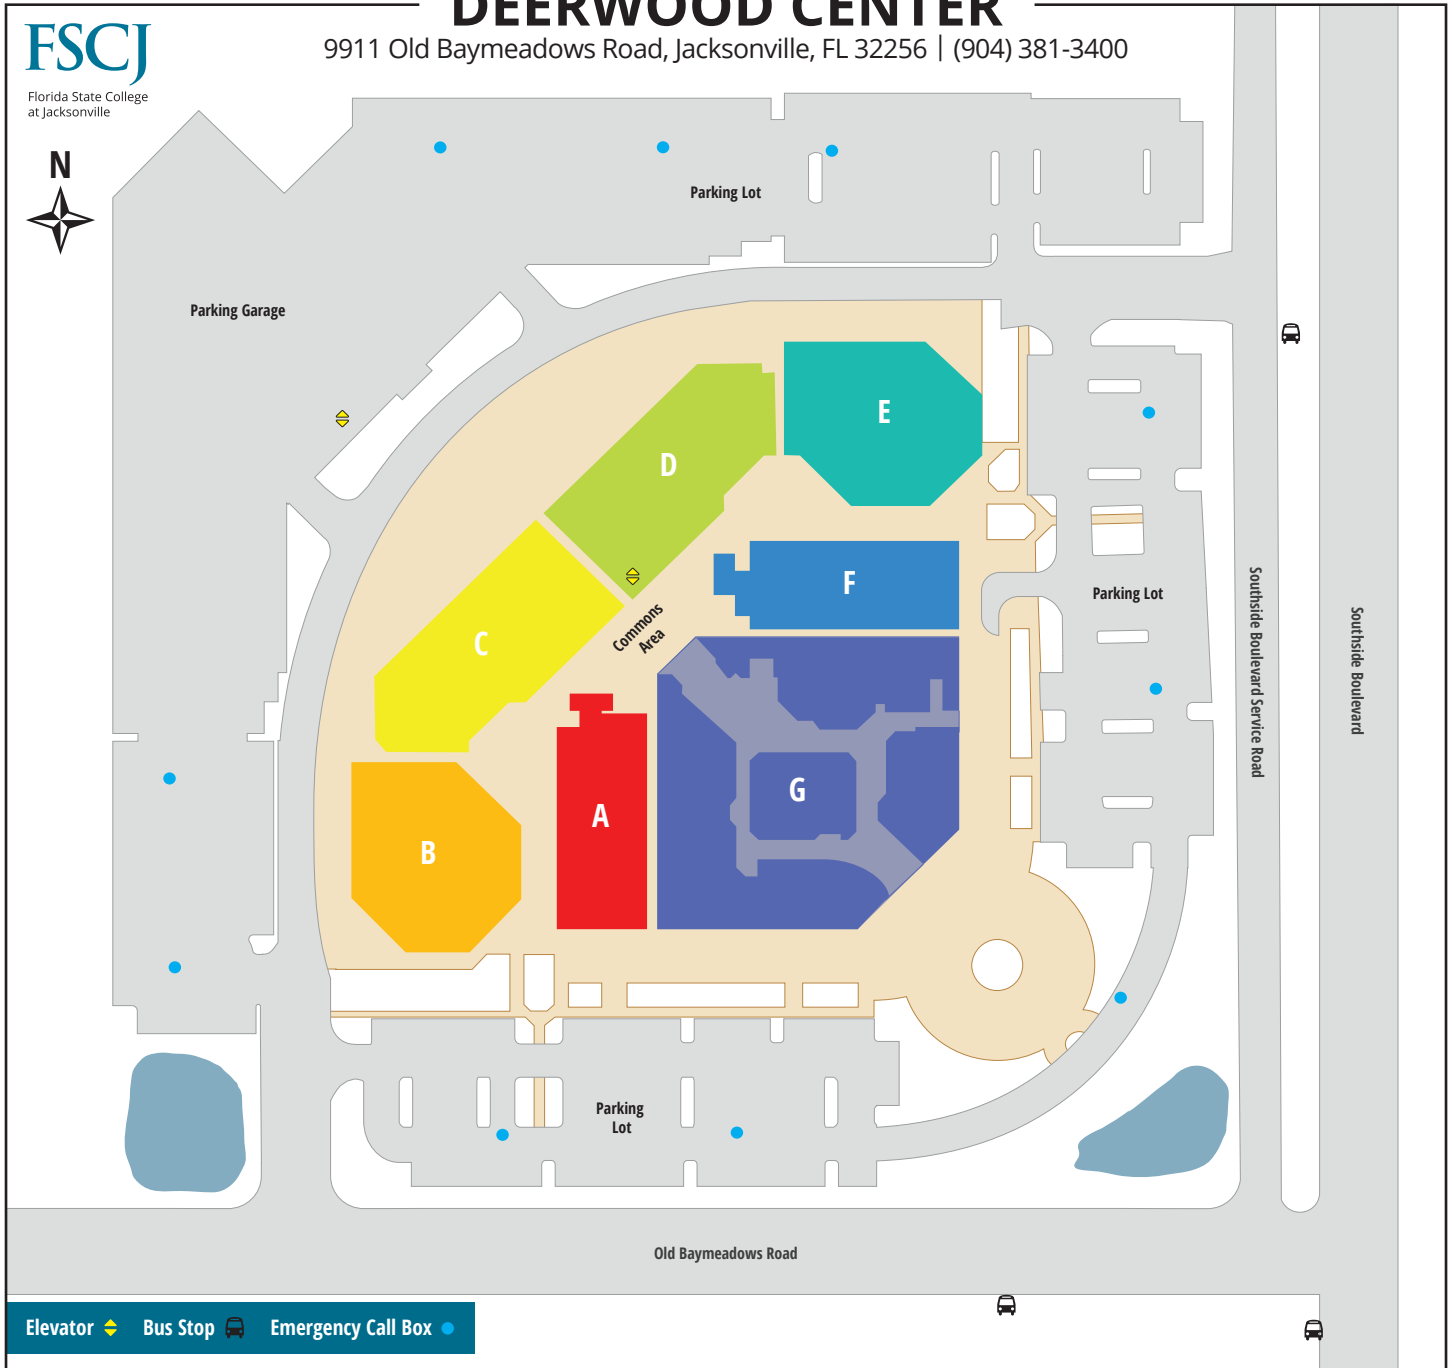 DEERWOOD CENTER
FSCJ
9911 Old Baymeadows Road, Jacksonville, FL 32256 | (904) 381-3400
Florida State College
at Jacksonville
N
Parking Lot
Parking Garage
E
D
F
Parking Lot
Commons
Area
C
Southside Boulevard Service Road
Southside Boulevard
G
A
B
Parking
Lot
Old Baymeadows Road
Elevator
Bus Stop
Emergency Call Box